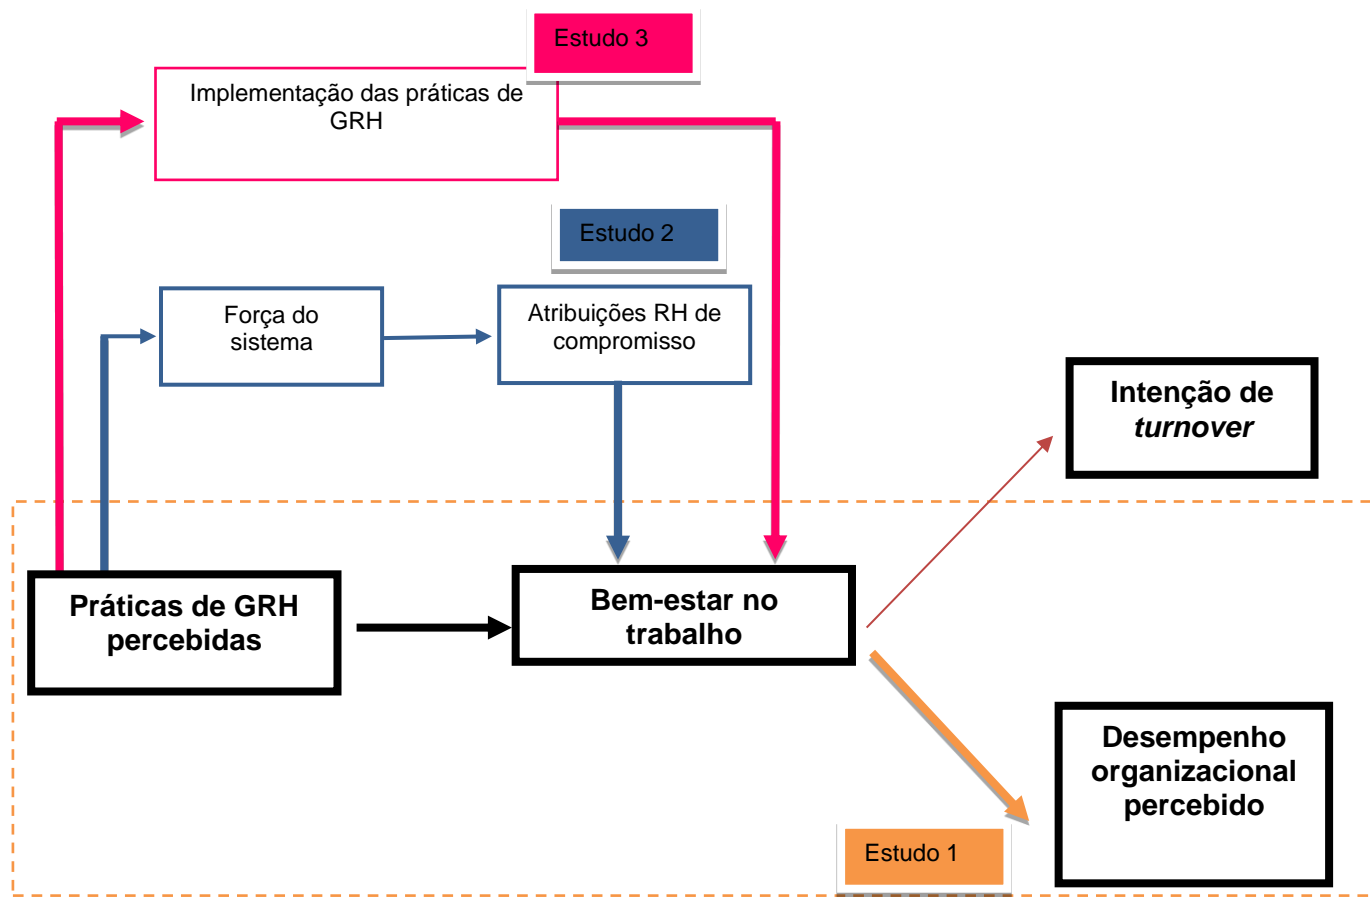 Estudo 3
Implementação das práticas de
GRH
Estudo 2
Força do
sistema
Atribuições RH de
compromisso
Intenção de
turnover
Práticas de GRH
percebidas
Bem-estar no
trabalho
Desempenho
organizacional
percebido
Estudo 1